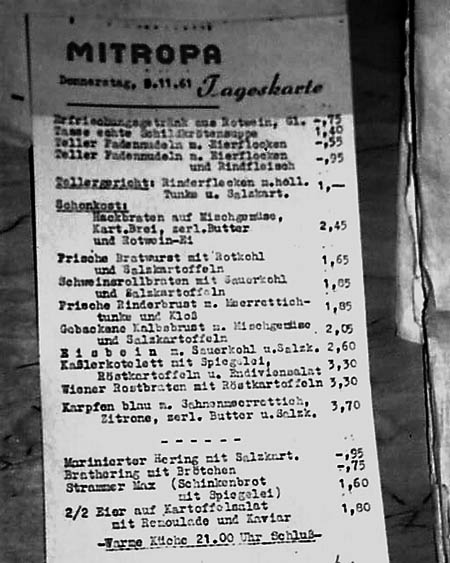 MITROPA
Donnerstag, 9.11.61 Tageskarte
Erfrischungsgetränk aus Rotwein, Gl. -,75
Tasse echte Schildkrötensuppe 1,40
Teller Fadennudeln m. Eierflocken -,55
Teller Fadennudeln m. Eierflocken
und Rindfleisch -,95
Tellergericht: Rinderflecken m.holl. 1,—
Tunke u. Salzkart.
Schonkost:
Hackbraten auf Mischgemüse,
Kart.Brei, zerl.Butter 2,45
und Rotwein-Ei
Frische Bratwurst mit Rotkohl 1,65
und Salzkartoffeln
Schweinsrollbraten mit Sauerkohl 1,85
und Salzkartoffeln
Frische Rinderbrust m. Meerrettich- 1,85
tunke und Kloß
Gebackene Kalbsbrust m. Mischgemüse 2,05
und Salzkartoffeln
Eisbein m. Sauerkohl u.Salzk. 2,60
Kaßlerkotelett mit Spiegelei, 3,30
Röstkartoffeln u. Endiviensalat
Wiener Rostbraten mit Röstkartoffeln 3,30
Karpfen blau m. Sahnenmeerrettich, 3,70
Zitrone, zerl. Butter u.Salzk.
- - - - - -
Marinierter Hering mit Salzkart. -,95
Brathering mit Brötchen -,75
Strammer Max (Schinkenbrot 1,60
mit Spiegelei)
2/2 Eier auf Kartoffelsalat 1,80
mit Remoulade und Kaviar
-Warme Küche 21.00 Uhr Schluß-